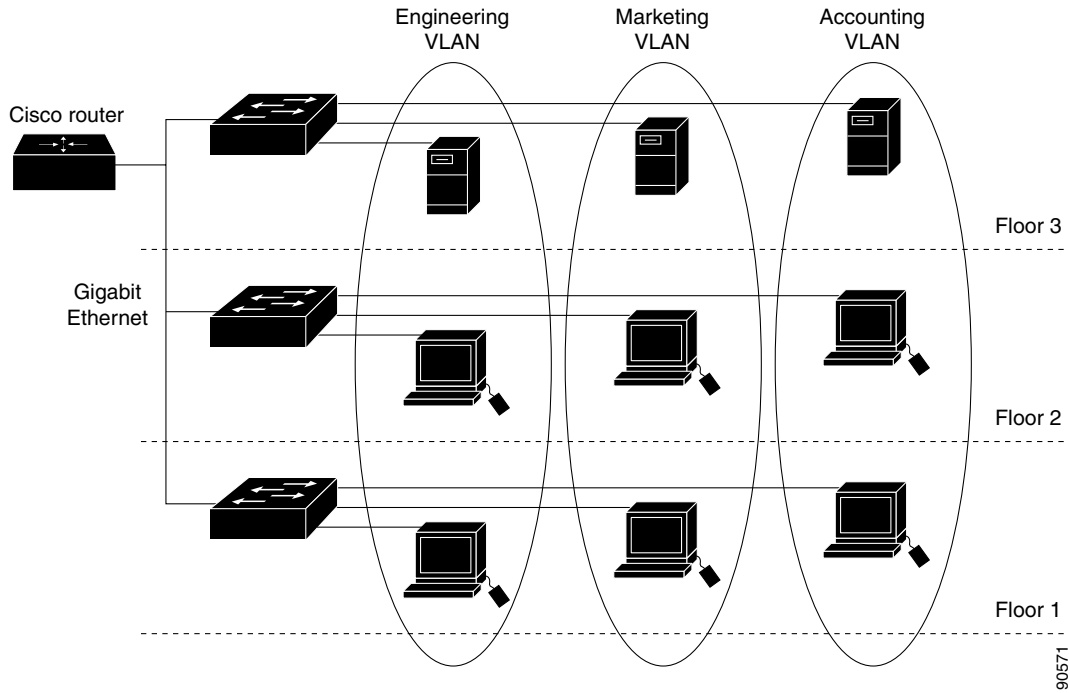 Engineering
VLAN
Marketing
VLAN
Accounting
VLAN
Cisco router
Floor 3
Gigabit
Ethernet
Floor 2
Floor 1
90571